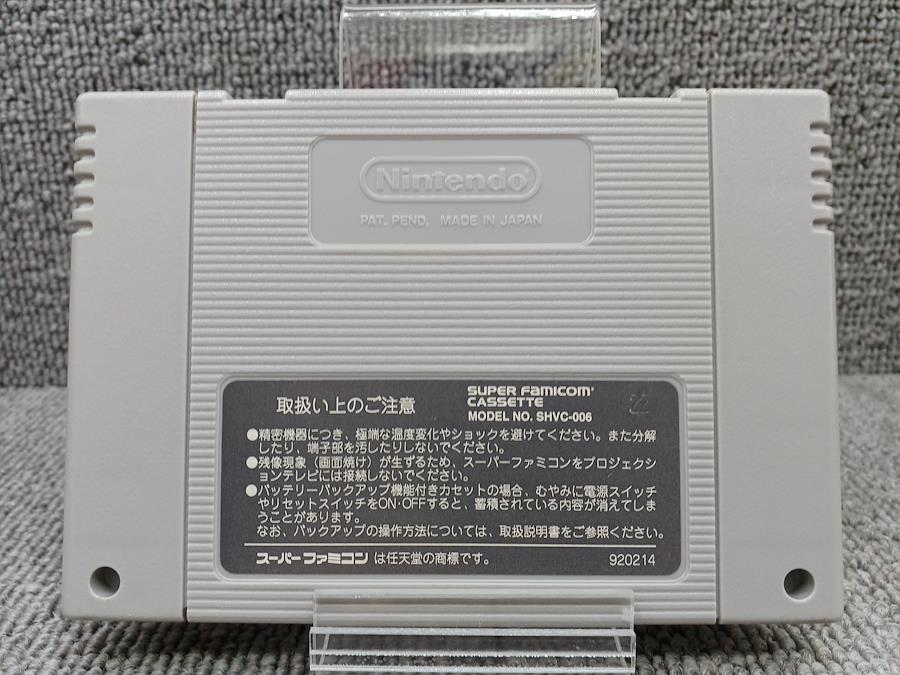 Nintendo
PAT. PEND. MADE IN JAPAN
取扱い上のご注意
SUPER FAMICOM
CASSETTE
MODEL NO. SHVC-006
22
●精密機器につき、極端な温度変化やショックを避けてください。また分解
したり、端子部を汚したりしないでください。
●残像現象（画面焼け）が生ずるため、スーパーファミコンをプロジェクシ
ョンテレビには接続しないでください。
●バッテリーバックアップ機能付きカセットの場合、むやみに電源スイッチ
やリセットスイッチをON·OFFすると、蓄積されている内容が消えてしま
うことがあります。
なお、バックアップの操作方法については、取扱説明書をご参照ください。
スーパーファミコン は任天堂の商標です。
920214